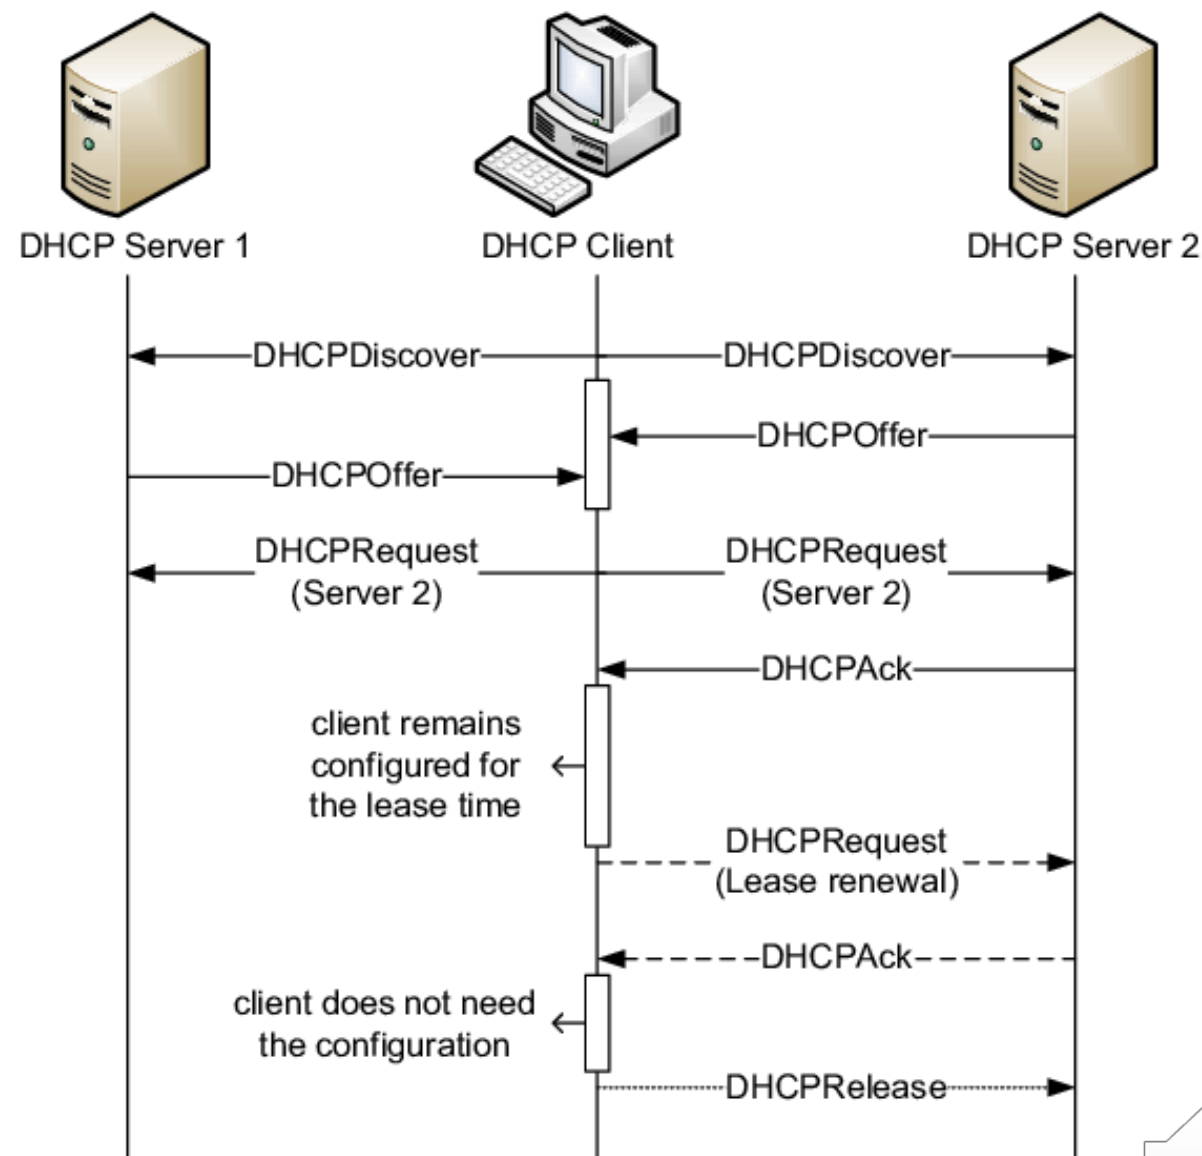 DHCP Server 1
DHCP Client
DHCP Server 2
DHCPDiscover
DHCPDiscover
DHCPOffer
DHCPOffer
DHCPRequest
(Server 2)
DHCPRequest
(Server 2)
DHCPAck
client remains
configured for
the lease time
DHCPRequest
(Lease renewal)
DHCPAck
client does not need
the configuration
DHCPRelease